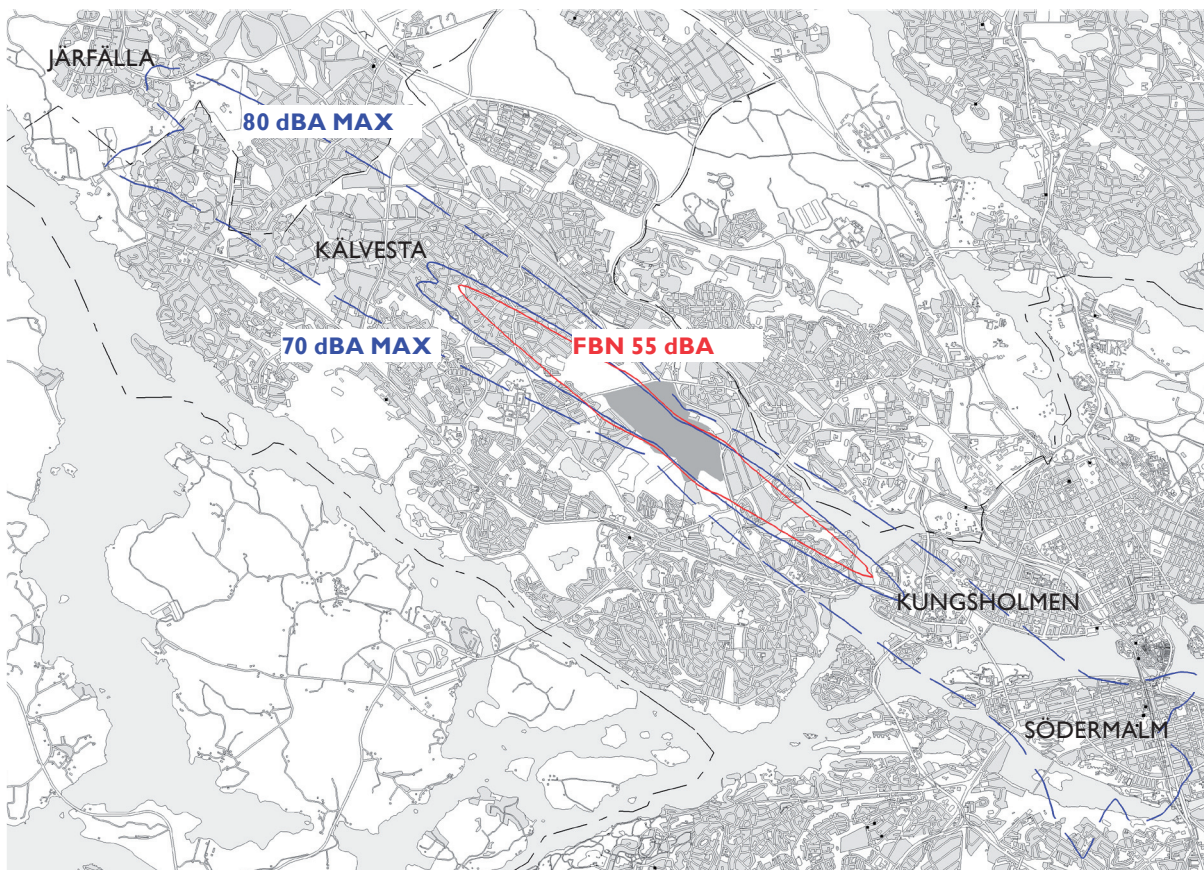 JÄRFÄLLA
80 dBA MAX
KÄLVESTA
70 dBA MAX
FBN 55 dBA
KUNGSHOLMEN
SÖDERMALM